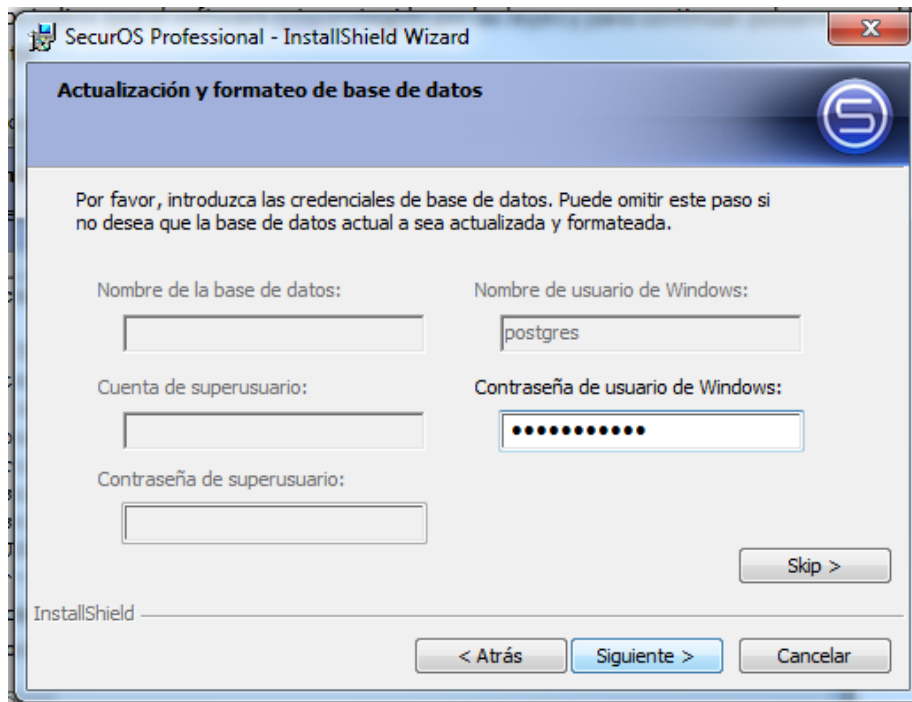 SecurOS Professional - InstallShield Wizard
Actualización y formateo de base de datos
Por favor, introduzca las credenciales de base de datos. Puede omitir este paso si
no desea que la base de datos actual a sea actualizada y formateada.
Nombre de la base de datos:
Nombre de usuario de Windows:
postgres
Cuenta de superusuario:
Contraseña de usuario de Windows:
•••••••••••
Contraseña de superusuario:
Skip >
InstallShield
< Atrás
Siguiente >
Cancelar